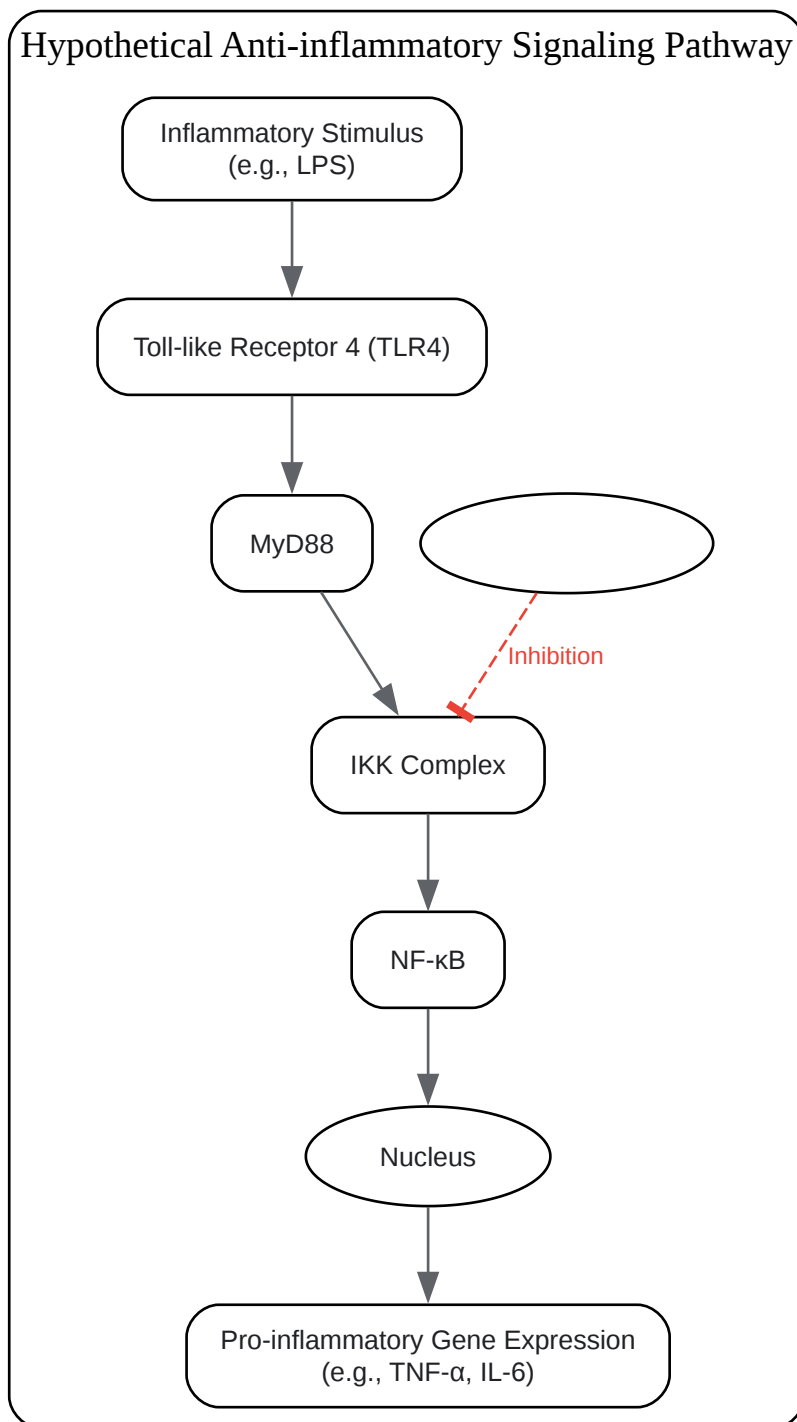 Hypothetical Anti-inflammatory Signaling Pathway
Inflammatory Stimulus
(e.g., LPS)
Toll-like Receptor 4 (TLR4)
MyD88
Inhibition
IKK Complex
NF-κB
Nucleus
Pro-inflammatory Gene Expression
(e.g., TNF-α, IL-6)